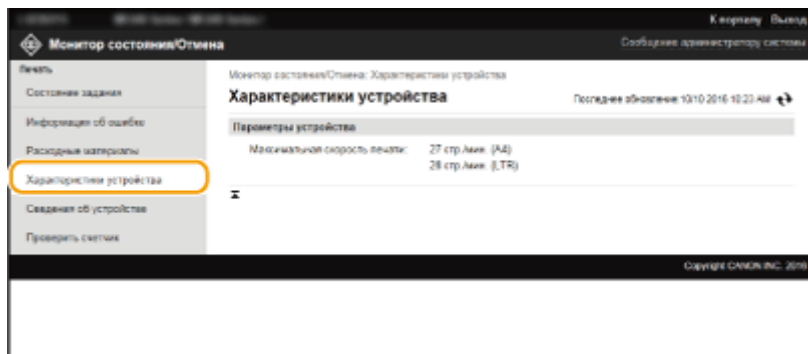 К порталу Выход
Монитор состояния/Отмена
Сообщение администратору системы
Печать
Состояние задания
Информация об ошибке
Расходные материалы
Характеристики устройства
Сведения об устройстве
Проверить счетчик
Монитор состояния/Отмена: Характеристики устройства
Характеристики устройства
Последнее обновление: 10/10 2016 10:23 AM
Параметры устройства
Максимальная скорость печати: 27 стр./мин. (A4)
28 стр./мин. (LTR)
Copyright CANON INC. 2016